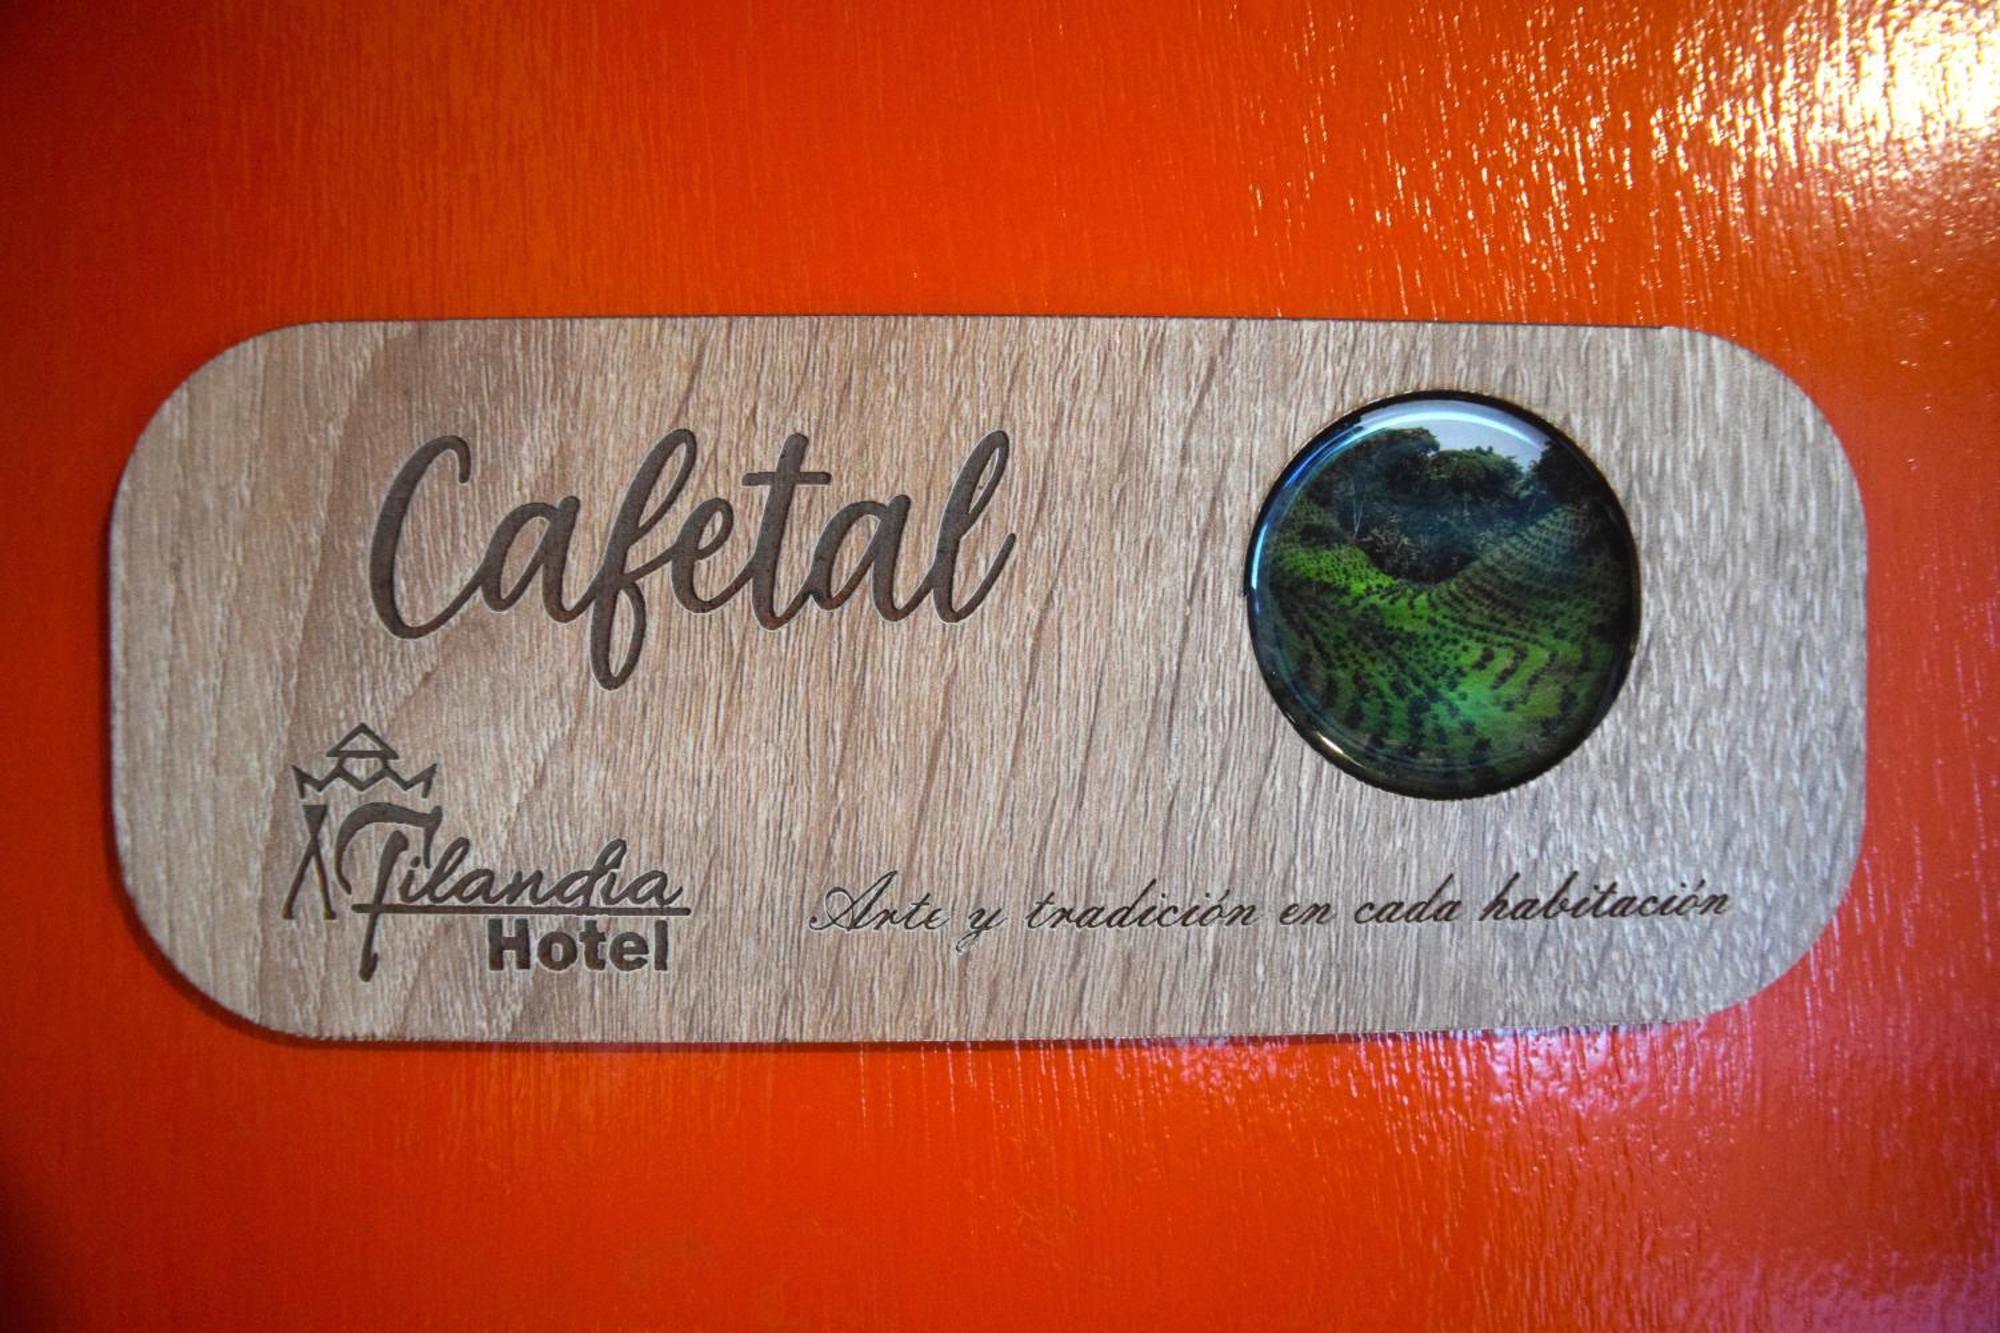 Cafetal
Filandia
Hotel
Arte y tradición en cada habitación